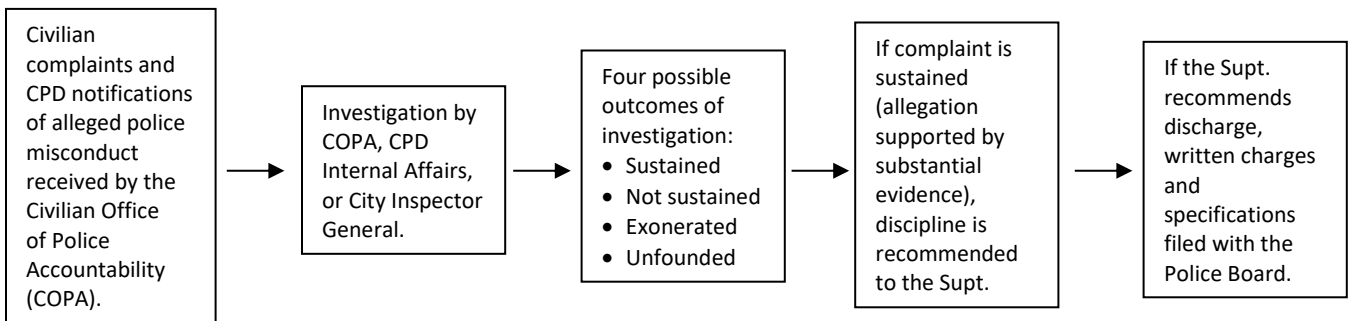 Civilian
complaints and
CPD notifications
of alleged police
misconduct
received by the
Civilian Office
of Police
Accountability
(COPA).
Investigation by
COPA, CPD
Internal Affairs,
or City Inspector
General.
Four possible
outcomes of
investigation:
• Sustained
• Not sustained
• Exonerated
• Unfounded
If complaint is
sustained
(allegation
supported by
substantial
evidence),
discipline is
recommended
to the Supt.
If the Supt.
recommends
discharge,
written charges
and
specifications
filed with the
Police Board.